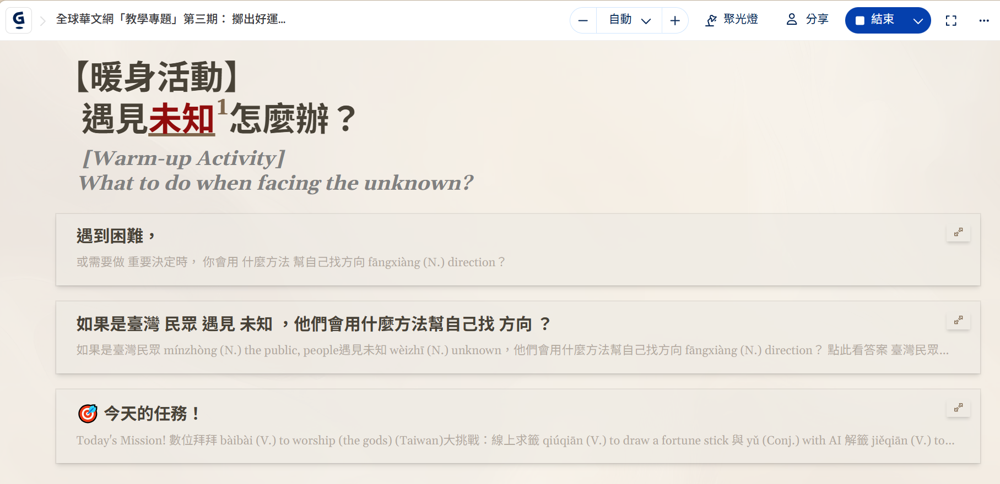 全球華文網「教學專題」第三期： 擲出好運...
自動
聚光燈
分享
結束
【暖身活動】
遇見未知1怎麼辦？
[Warm-up Activity]
What to do when facing the unknown?
遇到困難，
或需要做 重要決定時， 你會用 什麼方法 幫自己找方向 fāngxiàng (N.) direction？
如果是臺灣 民眾 遇見 未知 ，他們會用什麼方法幫自己找 方向 ？
如果是臺灣民眾 mínzhòng (N.) the public, people遇見未知 wèizhī (N.) unknown，他們會用什麼方法幫自己找方向 fāngxiàng (N.) direction？ 點此看答案 臺灣民眾...
今天的任務！
Today's Mission! 數位拜拜 bàibài (V.) to worship (the gods) (Taiwan)大挑戰：線上求籤 qiúqiān (V.) to draw a fortune stick 與 yǔ (Conj.) with AI 解籤 jiěqiān (V.) to...